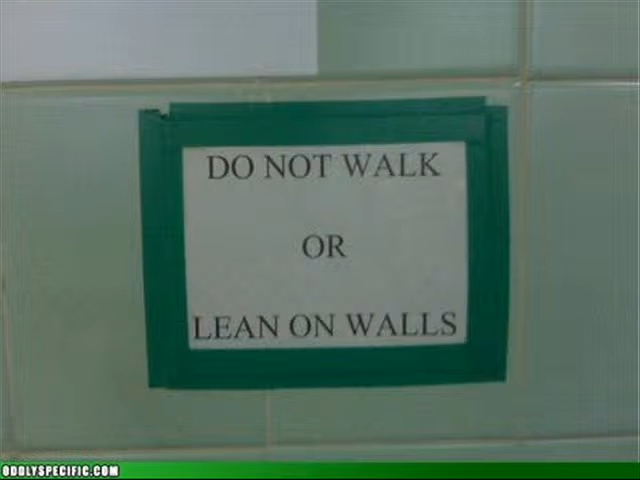 DO NOT WALK
OR
LEAN ON WALLS
ODDLYSPECIFIC.COM